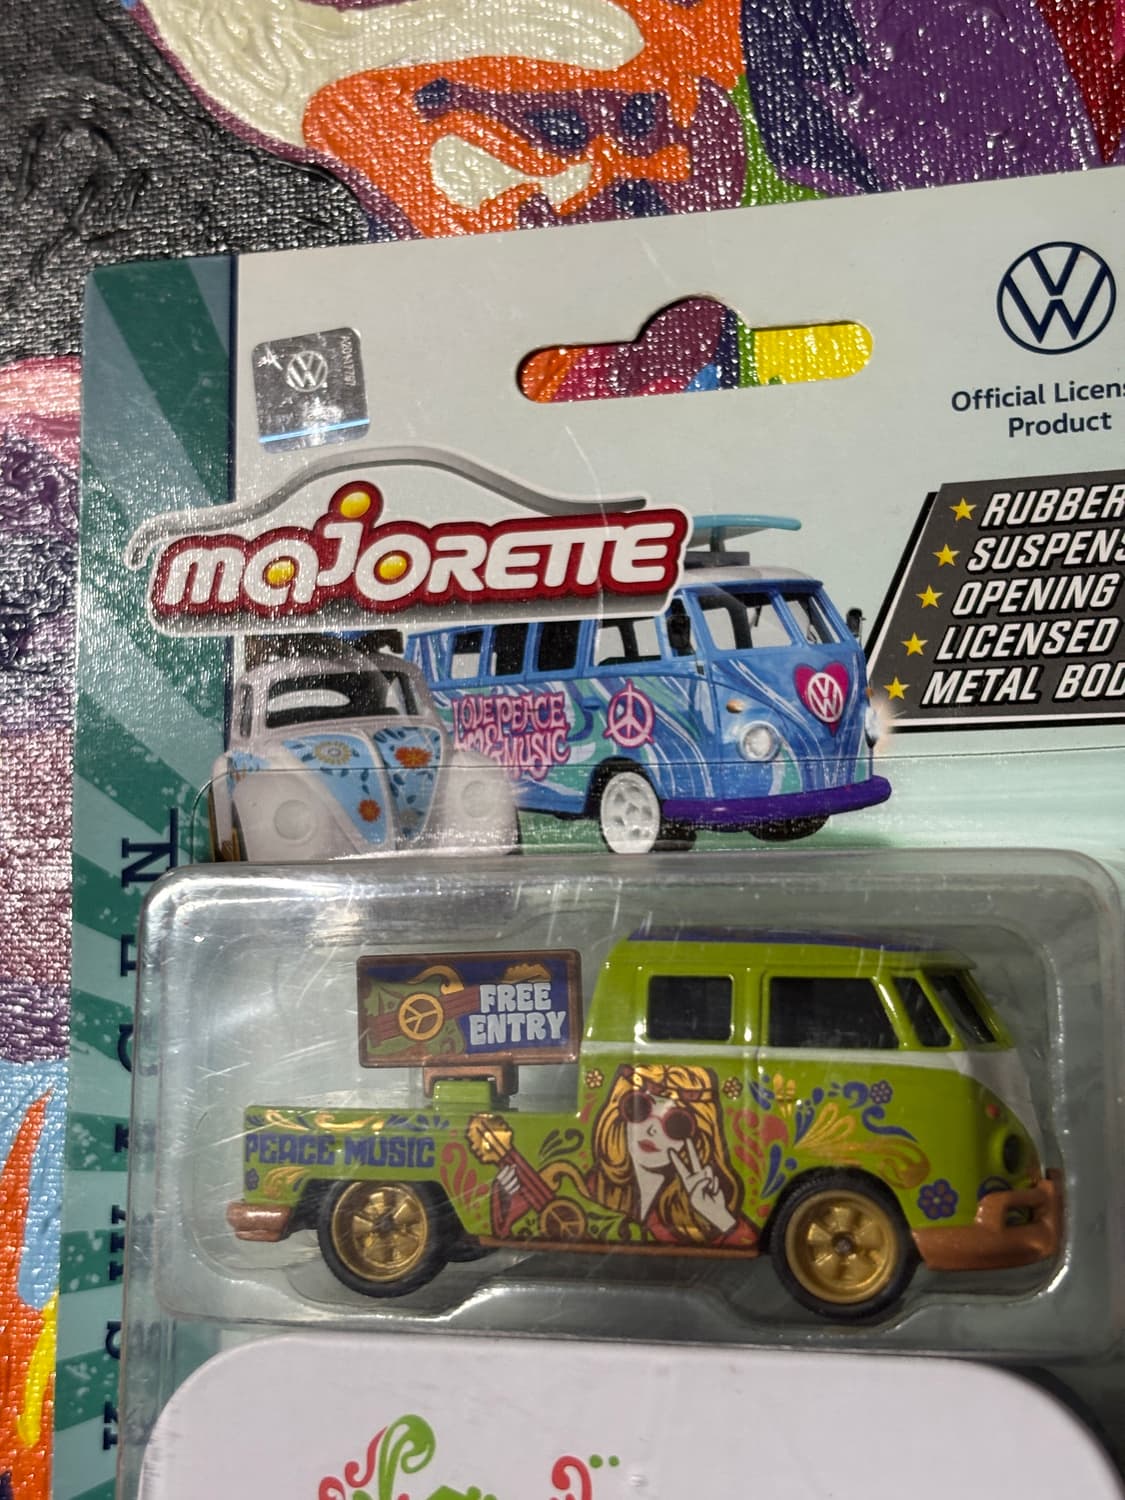 Official Licens
Product
majorette
RUBBER
SUSPENS
OPENING
LICENSED
METAL BOD
LOVE PEACE
MUSIC
FREE
ENTRY
PEACE MUSIC